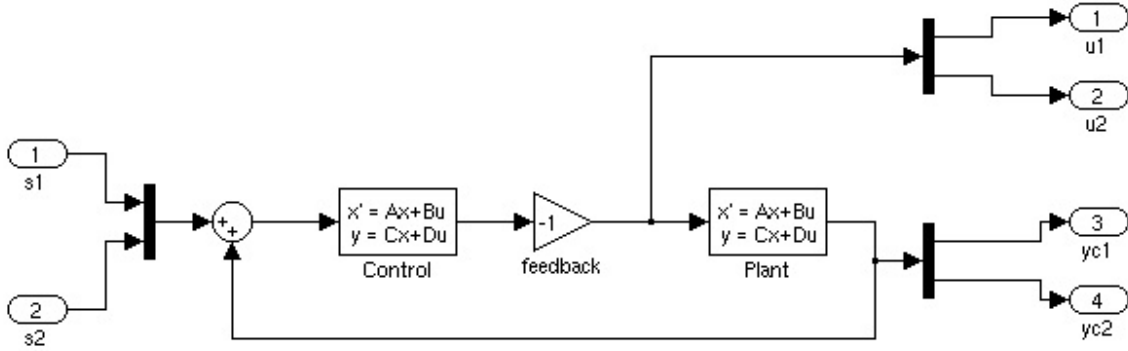 1
u1
2
u2
1
s1
+
+
x' = Ax+Bu
y = Cx+Du
Control
-1
feedback
x' = Ax+Bu
y = Cx+Du
Plant
3
yc1
2
s2
4
yc2